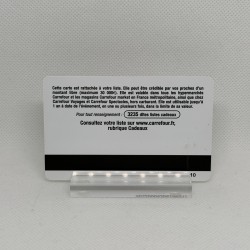 Cette carte est rattachée à votre liste. Elle peut être créditée par vos proches d'un
montant libre (maximum 30 000€). Elle est valable dans tous les hypermarchés
Carrefour et les magasins Carrefour market en France métropolitaine, ainsi que chez
Carrefour Voyages et Carrefour Spectacles, hors carburant. Elle est utilisable jusqu'à
1 an à date de l'événement, en une ou plusieurs fois, dans la limite du montant
disponible.
Pour tout renseignement : 3235 dites listes cadeaux
Consultez votre liste sur www.carrefour.fr,
rubrique Cadeaux
10